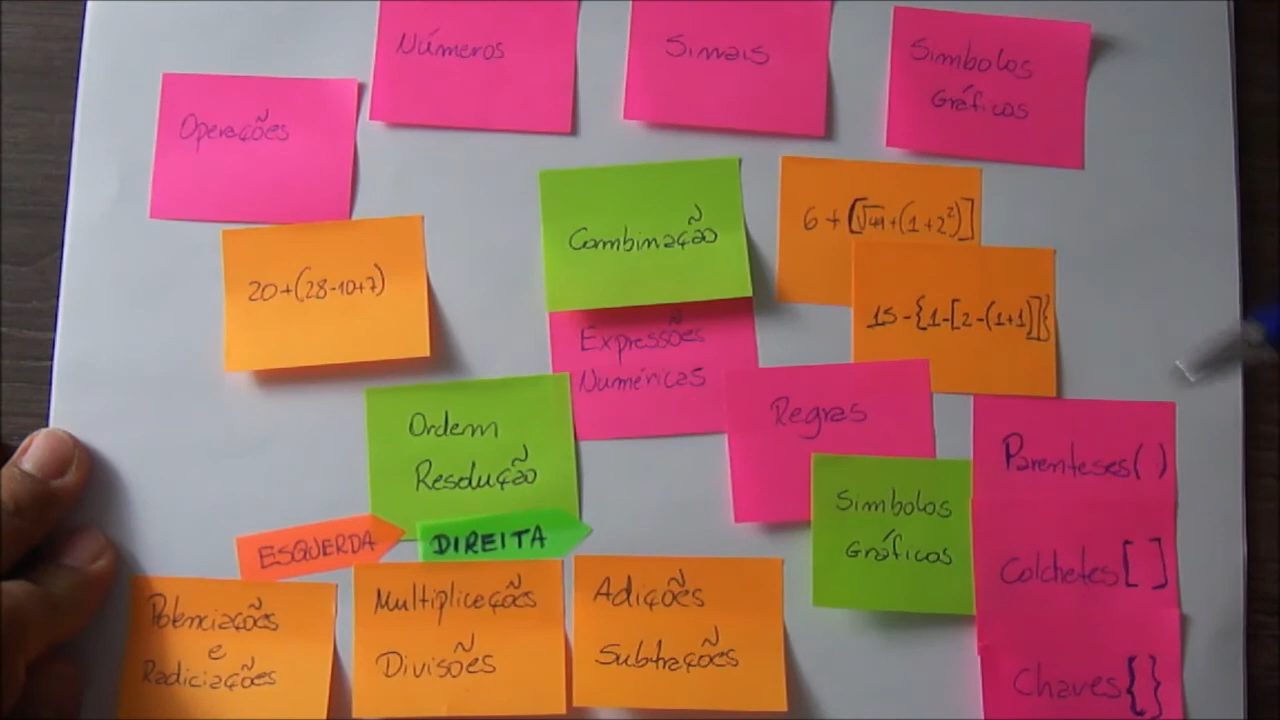 Números
Sinais
Simbolos
Gráficos
Operações
Combinação
6+[√49+(1+2²)]
20+(28-10+7)
15-{1-[2-(1+1)]}
Expressões
Numéricas
Regras
Ordem
Resolução
Parenteses( )
Simbolos
Gráficos
ESQUERDA
DIREITA
Colchetes[ ]
Potenciações
e
Radiciações
Multiplicações
Divisões
Adições
Subtrações
Chaves{ }